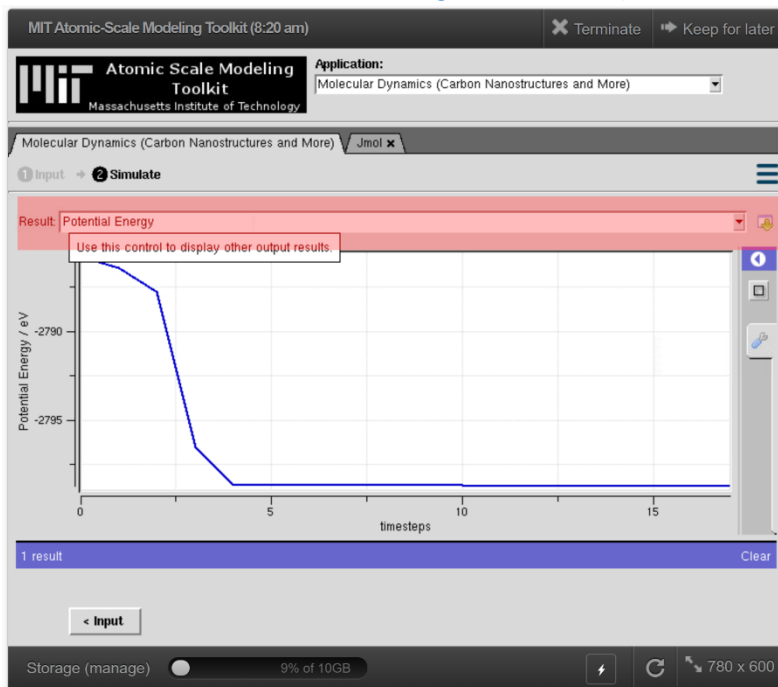 MIT Atomic-Scale Modeling Toolkit (8:20 am)
Terminate
Keep for later
Atomic Scale Modeling
Toolkit
Massachusetts Institute of Technology
Application:
Molecular Dynamics (Carbon Nanostructures and More)
Molecular Dynamics (Carbon Nanostructures and More)
Jmol ×
1 Input → 2 Simulate
Result: Potential Energy
Use this control to display other output results.
Potential Energy / eV
-2790
-2795
0
5
10
15
timesteps
1 result
Clear
< Input
Storage (manage)
9% of 10GB
780 x 600